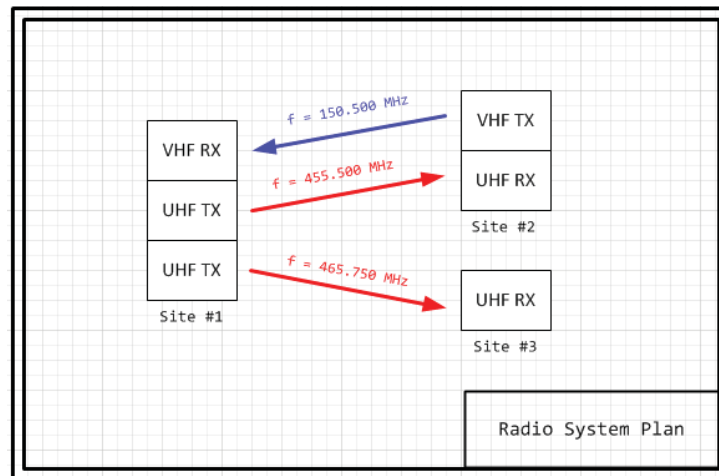 f = 150.500 MHz
VHF TX
VHF RX
f = 455.500 MHz
UHF RX
UHF TX
Site #2
f = 465.750 MHz
UHF TX
UHF RX
Site #1
Site #3
Radio System Plan